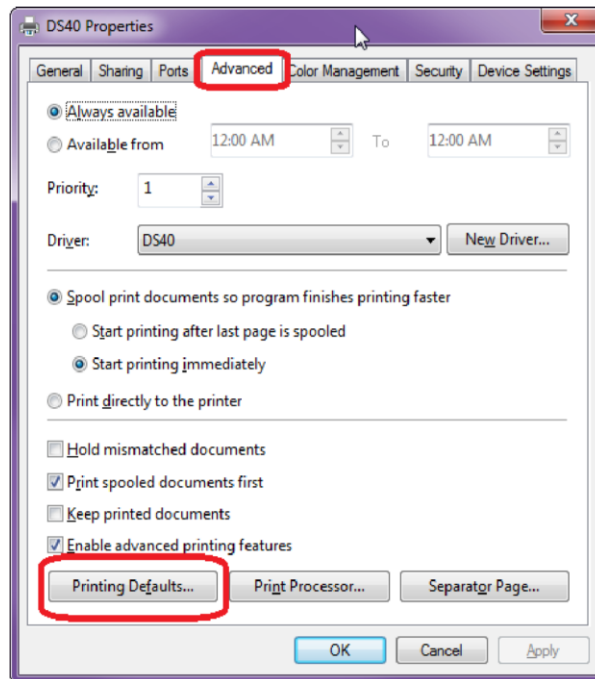 DS40 Properties
General Sharing Ports Advanced Color Management Security Device Settings
Always available
Available from 12:00 AM To 12:00 AM
Priority: 1
Driver: DS40 New Driver...
Spool print documents so program finishes printing faster
Start printing after last page is spooled
Start printing immediately
Print directly to the printer
Hold mismatched documents
Print spooled documents first
Keep printed documents
Enable advanced printing features
Printing Defaults... Print Processor... Separator Page...
OK Cancel Apply